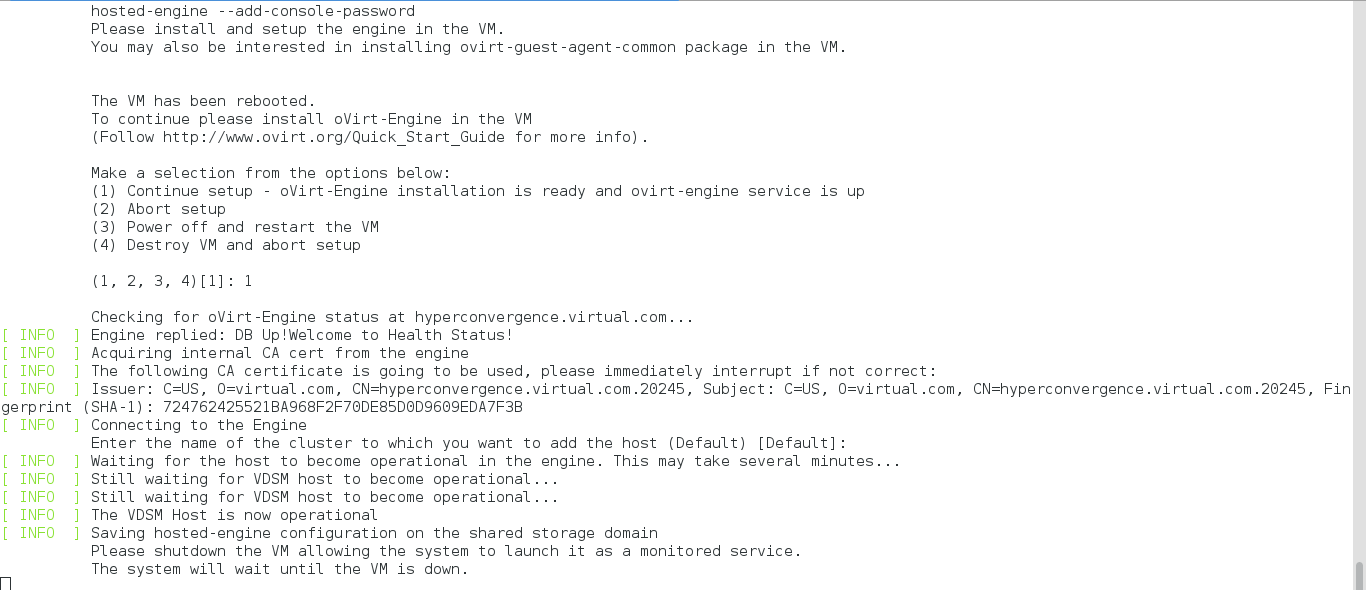 hosted-engine --add-console-password
Please install and setup the engine in the VM.
You may also be interested in installing ovirt-guest-agent-common package in the VM.
The VM has been rebooted.
To continue please install oVirt-Engine in the VM
(Follow http://www.ovirt.org/Quick_Start_Guide for more info).
Make a selection from the options below:
(1) Continue setup - oVirt-Engine installation is ready and ovirt-engine service is up
(2) Abort setup
(3) Power off and restart the VM
(4) Destroy VM and abort setup
(1, 2, 3, 4)[1]: 1
Checking for oVirt-Engine status at hyperconvergence.virtual.com...
[ INFO  ] Engine replied: DB Up!Welcome to Health Status!
[ INFO  ] Acquiring internal CA cert from the engine
[ INFO  ] The following CA certificate is going to be used, please immediately interrupt if not correct:
[ INFO  ] Issuer: C=US, O=virtual.com, CN=hyperconvergence.virtual.com.20245, Subject: C=US, O=virtual.com, CN=hyperconvergence.virtual.com.20245, Fin
gerprint (SHA-1): 724762425521BA968F2F70DE85D0D9609EDA7F3B
[ INFO  ] Connecting to the Engine
Enter the name of the cluster to which you want to add the host (Default) [Default]:
[ INFO  ] Waiting for the host to become operational in the engine. This may take several minutes...
[ INFO  ] Still waiting for VDSM host to become operational...
[ INFO  ] Still waiting for VDSM host to become operational...
[ INFO  ] The VDSM Host is now operational
[ INFO  ] Saving hosted-engine configuration on the shared storage domain
Please shutdown the VM allowing the system to launch it as a monitored service.
The system will wait until the VM is down.